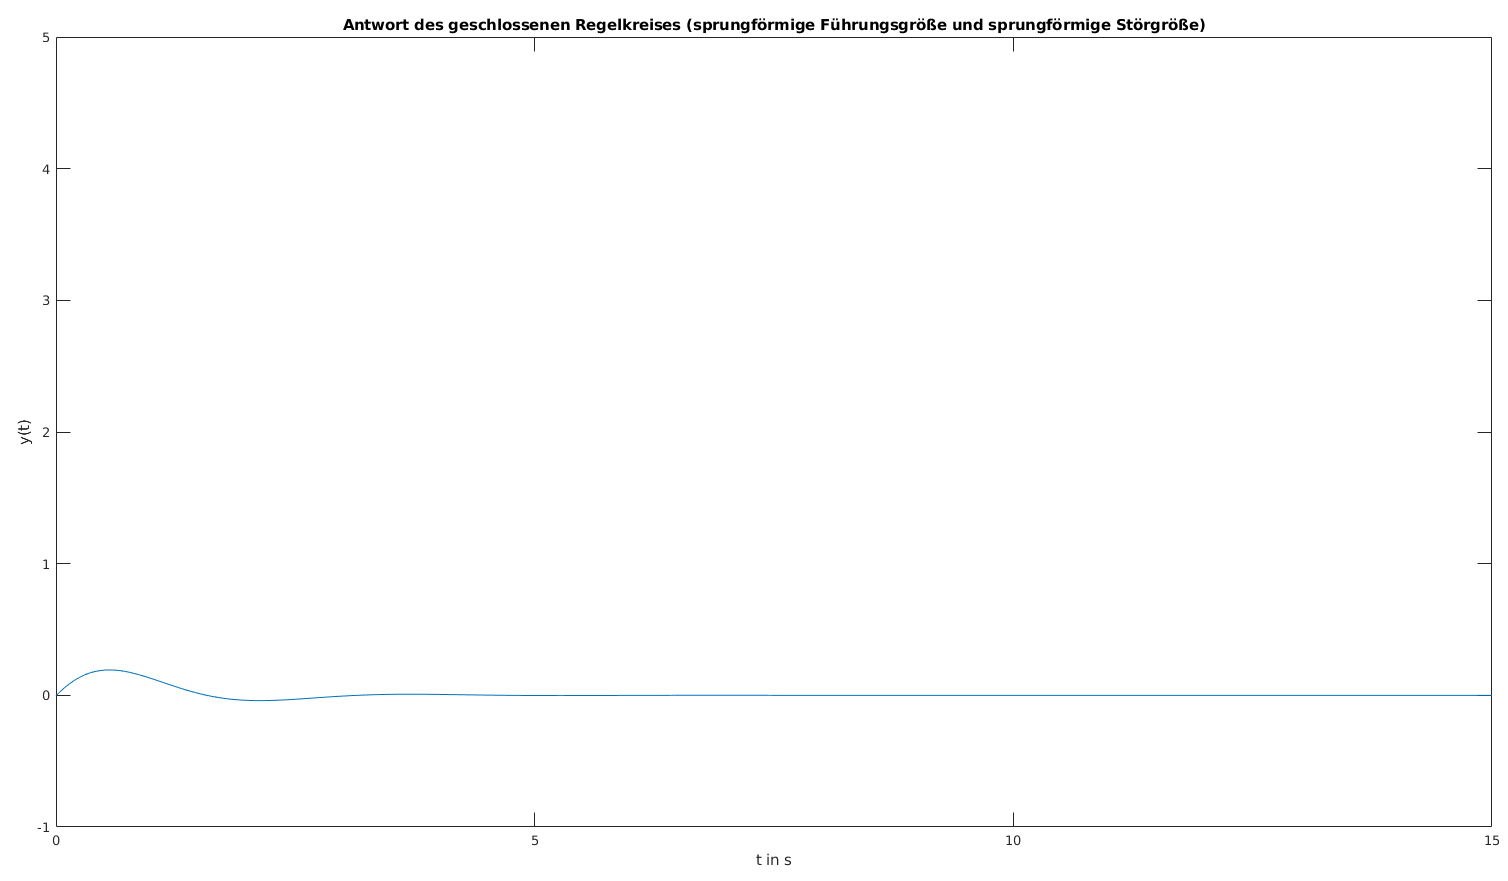 Antwort des geschlossenen Regelkreises (sprungförmige Führungsgröße und sprungförmige Störgröße)
5
4
3
2
1
0
-1
y(t)
0 5 10 15
t in s